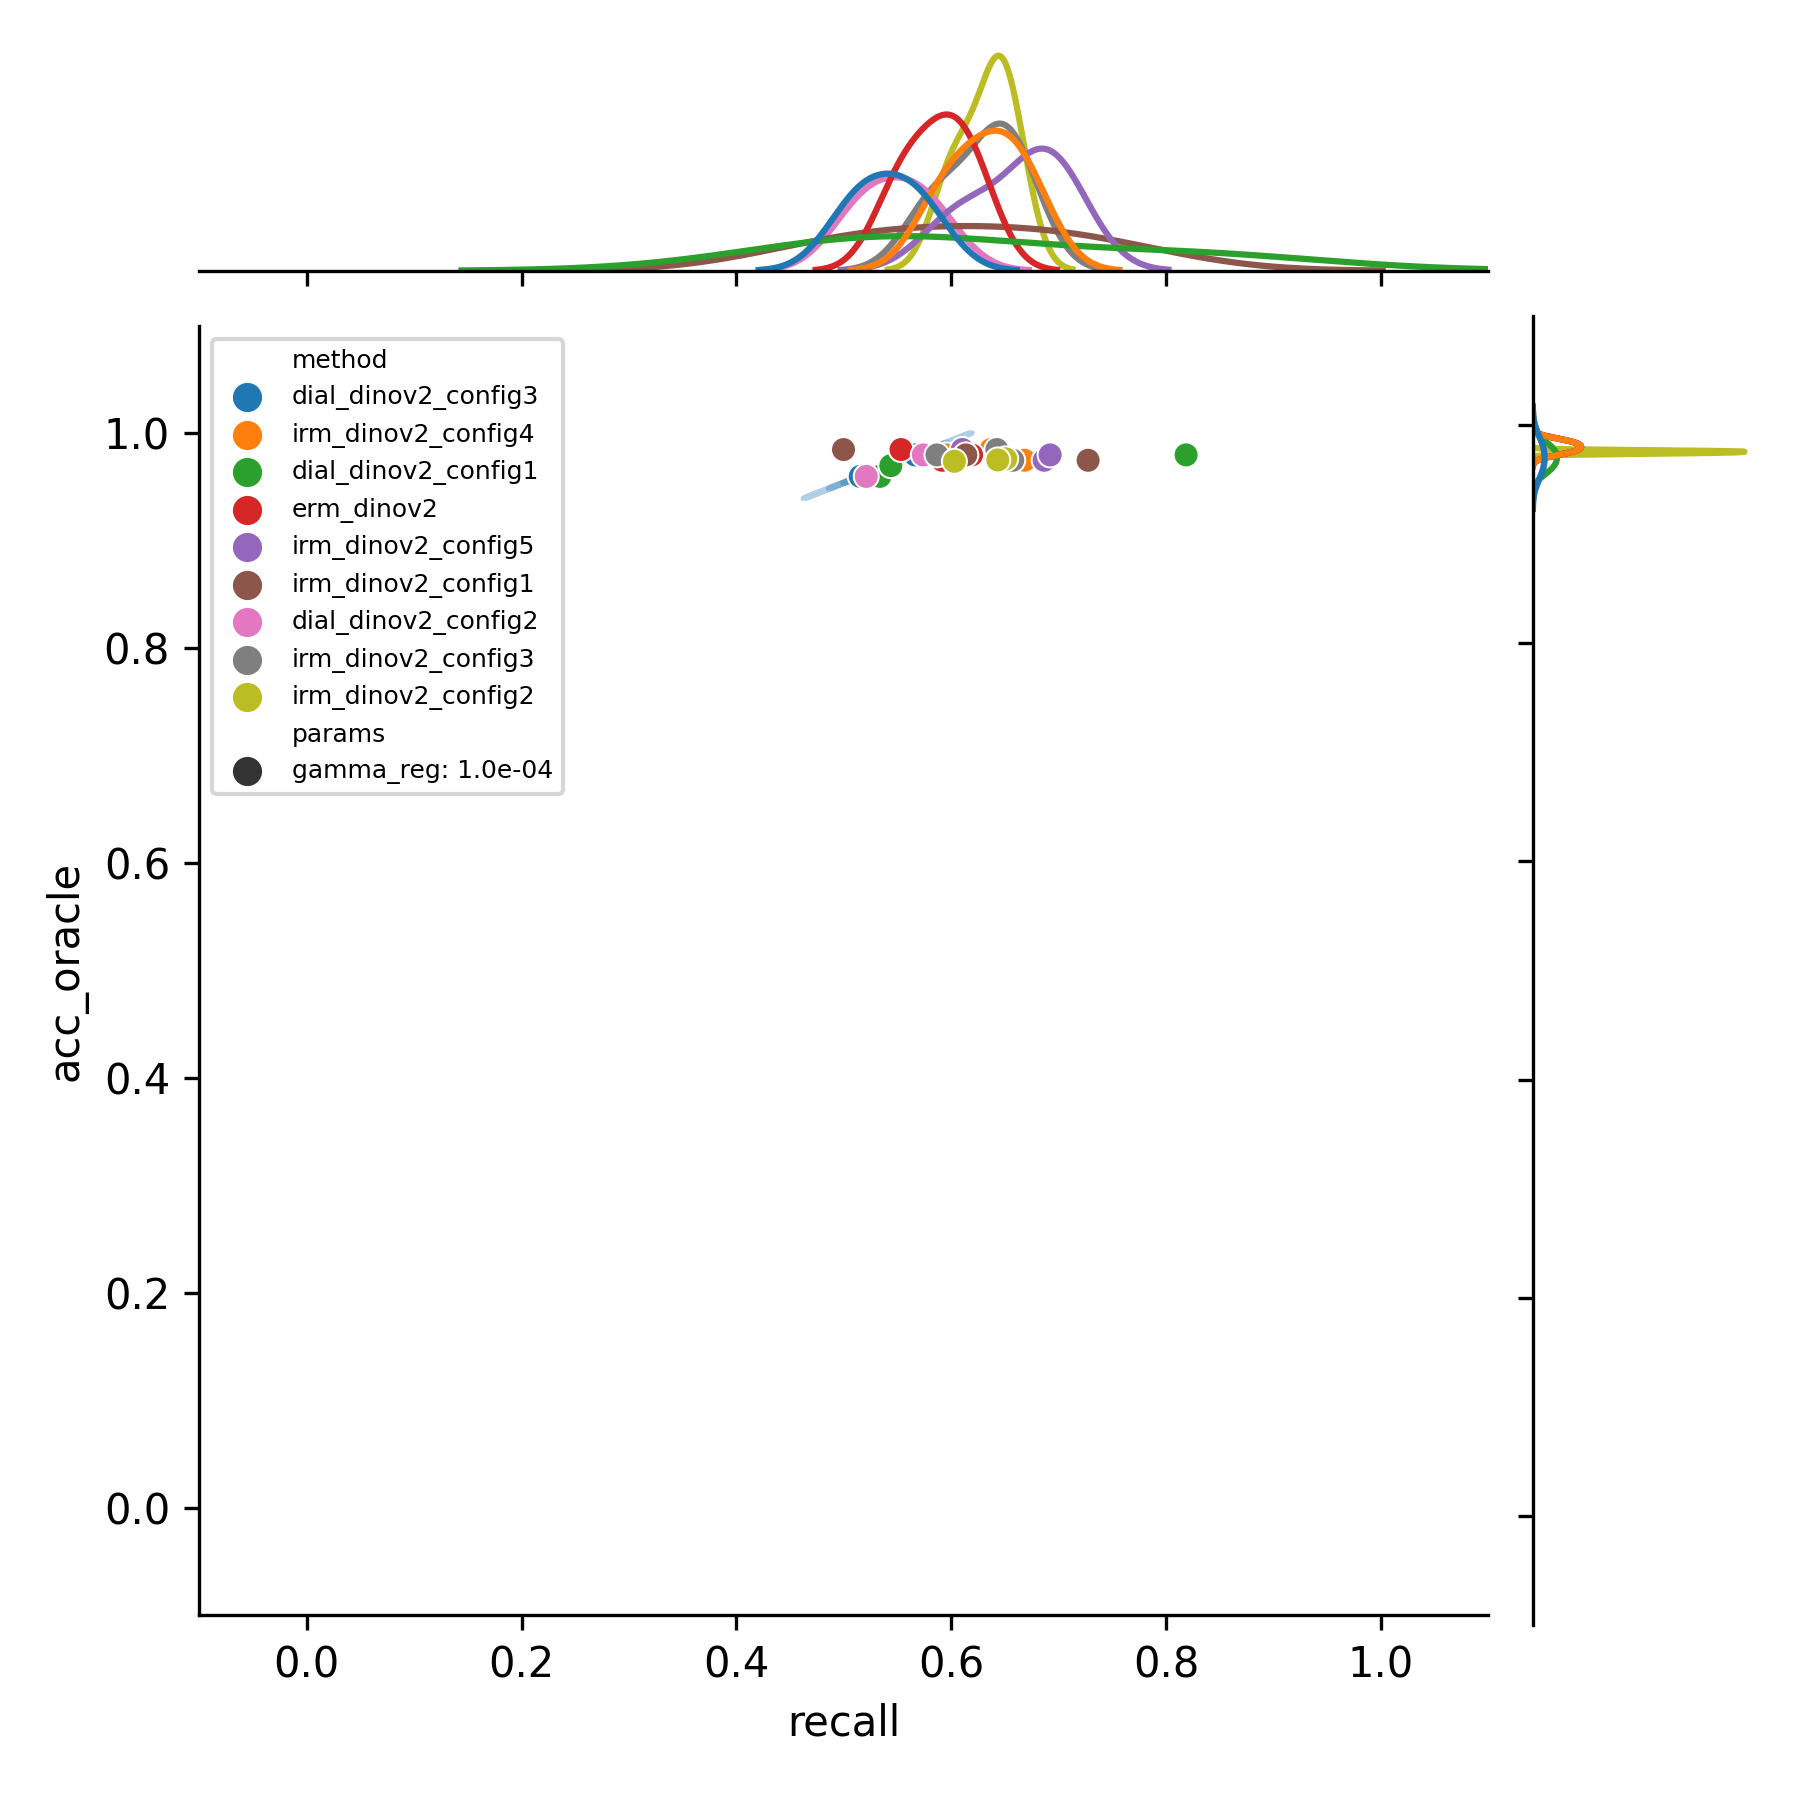 method
dial_dinov2_config3
irm_dinov2_config4
dial_dinov2_config1
erm_dinov2
irm_dinov2_config5
irm_dinov2_config1
dial_dinov2_config2
irm_dinov2_config3
irm_dinov2_config2
params
gamma_reg: 1.0e-04
1.0
0.8
0.6
0.4
0.2
0.0
acc_oracle
0.0 0.2 0.4 0.6 0.8 1.0
recall